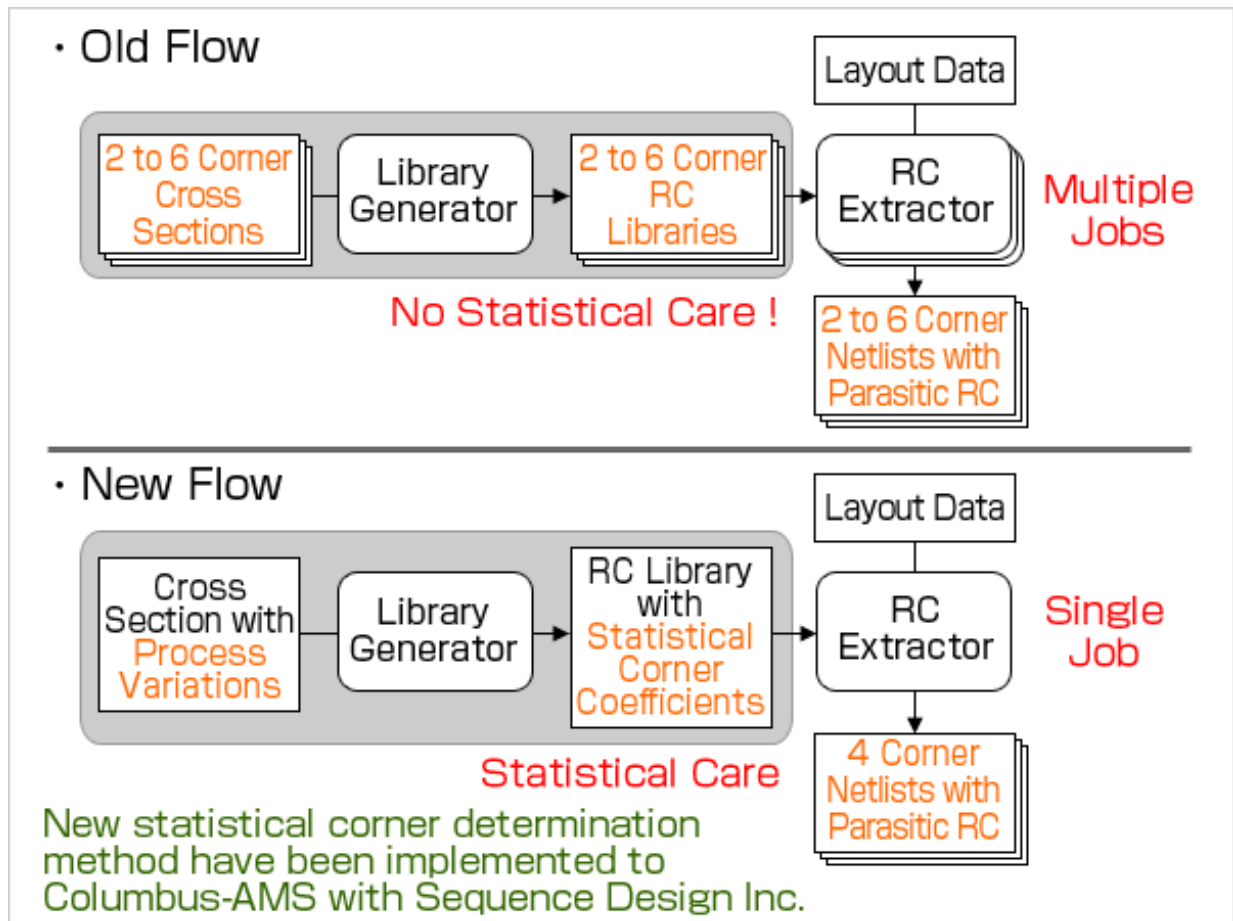 ・Old Flow
Layout Data
2 to 6 Corner
Cross
Sections
Library
Generator
2 to 6 Corner
RC
Libraries
RC
Extractor
Multiple
Jobs
No Statistical Care !
2 to 6 Corner
Netlists with
Parasitic RC
・New Flow
Layout Data
Cross
Section with
Process
Variations
Library
Generator
RC Library
with
Statistical
Corner
Coefficients
RC
Extractor
Single
Job
Statistical Care
4 Corner
Netlists with
Parasitic RC
New statistical corner determination
method have been implemented to
Columbus-AMS with Sequence Design Inc.